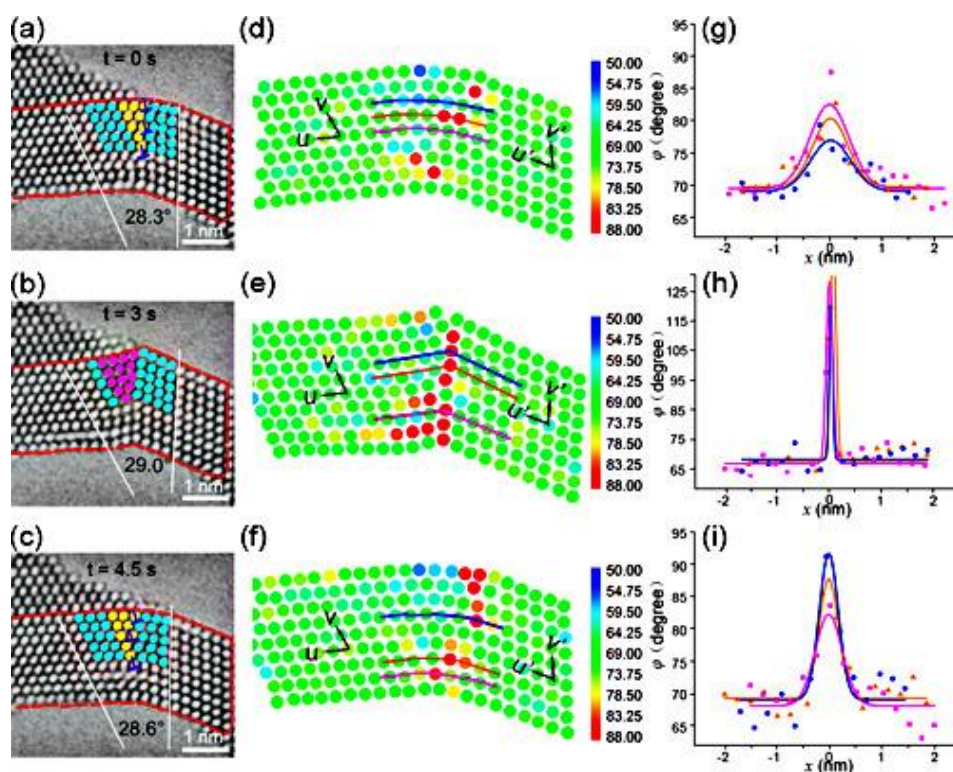 (a)
t = 0 s
28.3°
1 nm
(d)
v
u
v'
u'
50.00
54.75
59.50
64.25
69.00
73.75
78.50
83.25
88.00
(g)
95
90
85
80
75
70
65
φ (degree)
-2 -1 0 1 2
x (nm)
(b)
t = 3 s
29.0
1 nm
(e)
v
u
v'
u'
50.00
54.75
59.50
64.25
69.00
73.75
78.50
83.25
88.00
(h)
125
115
105
95
85
75
65
φ (degree)
-2 -1 0 1 2
x (nm)
(c)
t = 4.5 s
28.6°
1 nm
(f)
v
u
v'
u'
50.00
54.75
59.50
64.25
69.00
73.75
78.50
83.25
88.00
(i)
95
90
85
80
75
70
65
φ (degree)
-2 -1 0 1 2
x (nm)